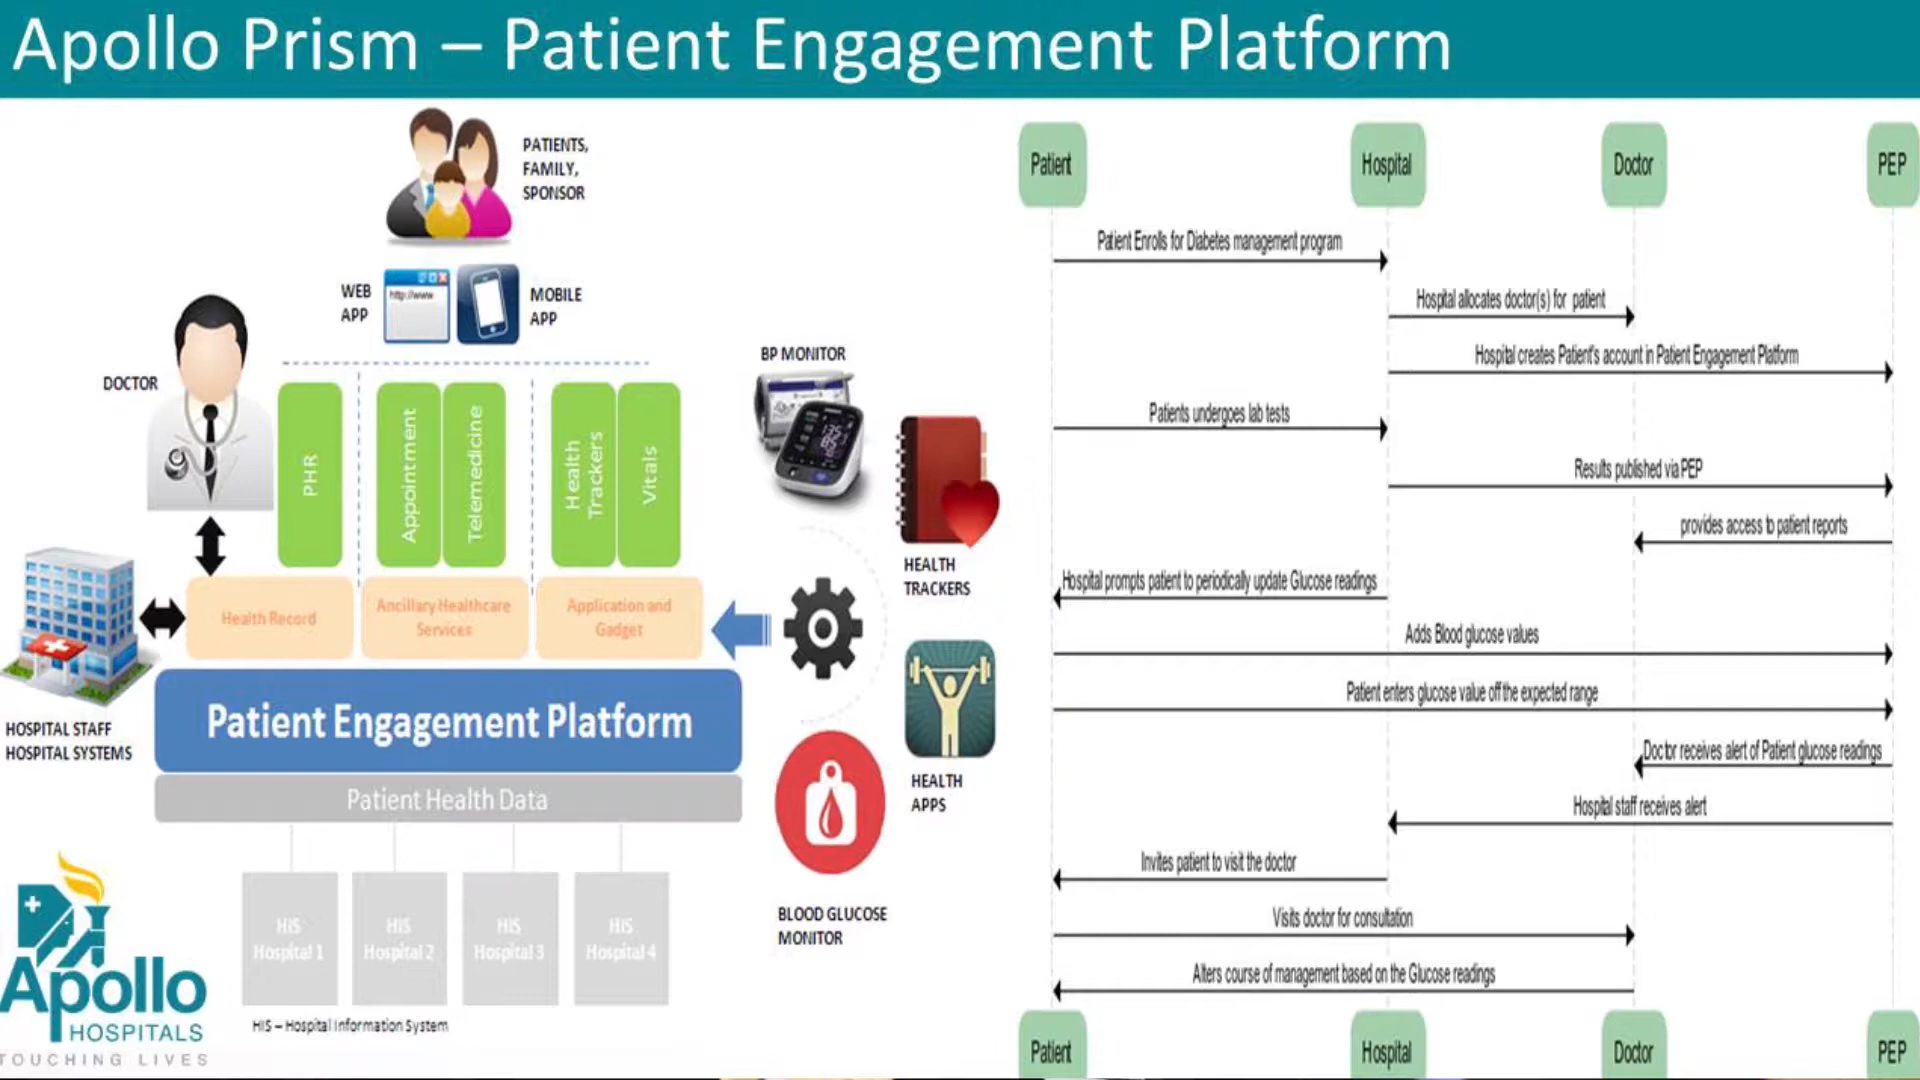 Apollo Prism – Patient Engagement Platform
PATIENTS,
FAMILY,
SPONSOR
WEB
APP
http://www
MOBILE
APP
DOCTOR
PHR
Appointment
Telemedicine
Health
Trackers
Vitals
BP MONITOR
HEALTH
TRACKERS
Health Record
Ancillary Healthcare
Services
Application and
Gadget
HOSPITAL STAFF
HOSPITAL SYSTEMS
Patient Engagement Platform
Patient Health Data
HEALTH
APPS
BLOOD GLUCOSE
MONITOR
HIS
Hospital 1
HIS
Hospital 2
HIS
Hospital 3
HIS
Hospital 4
HIS – Hospital Information System
Apollo
HOSPITALS
TOUCHING LIVES
Patient
Hospital
Doctor
PEP
Patient Enrolls for Diabetes management program
Hospital allocates doctor(s) for patient
Hospital creates Patient's account in Patient Engagement Platform
Patients undergoes lab tests
Results published via PEP
provides access to patient reports
Hospital prompts patient to periodically update Glucose readings
Adds Blood glucose values
Patient enters glucose value off the expected range
Doctor receives alert of Patient glucose readings
Hospital staff receives alert
Invites patient to visit the doctor
Visits doctor for consultation
Alters course of management based on the Glucose readings
Patient
Hospital
Doctor
PEP